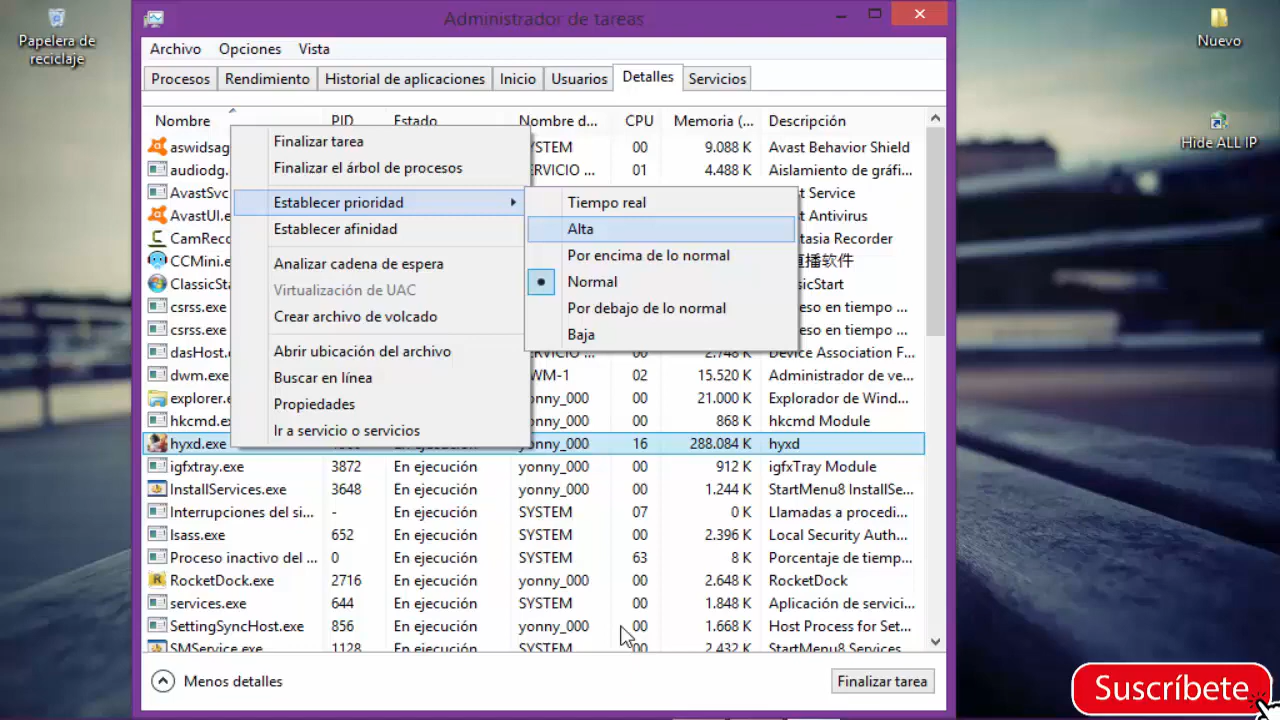 Papelera de
reciclaje
Nuevo
Hide ALL IP
Administrador de tareas
Archivo Opciones Vista
Procesos Rendimiento Historial de aplicaciones Inicio Usuarios Detalles Servicios
Nombre PID Estado Nombre d... CPU Memoria (... Descripción
aswidsag YSTEM 00 9.088 K Avast Behavior Shield
audiodg. SERVICIO ... 01 4.488 K Aislamiento de gráfi...
AvastSvc t Service
AvastUI.e t Antivirus
CamRec tasia Recorder
CCMini.e 直播软件
ClassicSt icStart
csrss.exe so en tiempo ...
csrss.exe so en tiempo ...
dasHost. SERVICIO ... 2.748 K Device Association F...
dwm.exe WM-1 02 15.520 K Administrador de ve...
explorer.e yonny_000 00 21.000 K Explorador de Wind...
hkcmd.e yonny_000 00 868 K hkcmd Module
hyxd.exe yonny_000 16 288.084 K hyxd
igfxtray.exe 3872 En ejecución yonny_000 00 912 K igfxTray Module
InstallServices.exe 3648 En ejecución yonny_000 00 1.244 K StartMenu8 InstallSe...
Interrupciones del si... - En ejecución SYSTEM 07 0 K Llamadas a procedi...
lsass.exe 652 En ejecución SYSTEM 00 2.396 K Local Security Auth...
Proceso inactivo del ... 0 En ejecución SYSTEM 63 8 K Porcentaje de tiemp...
RocketDock.exe 2716 En ejecución yonny_000 00 2.648 K RocketDock
services.exe 644 En ejecución SYSTEM 00 1.848 K Aplicación de servici...
SettingSyncHost.exe 856 En ejecución yonny_000 00 1.668 K Host Process for Set...
SMService.exe 1128 En ejecución SYSTEM 00 2.432 K StartMenu8 Services
Finalizar tarea
Finalizar el árbol de procesos
Establecer prioridad
Establecer afinidad
Analizar cadena de espera
Virtualización de UAC
Crear archivo de volcado
Abrir ubicación del archivo
Buscar en línea
Propiedades
Ir a servicio o servicios
Tiempo real
Alta
Por encima de lo normal
Normal
Por debajo de lo normal
Baja
Menos detalles
Finalizar tarea
Suscríbete